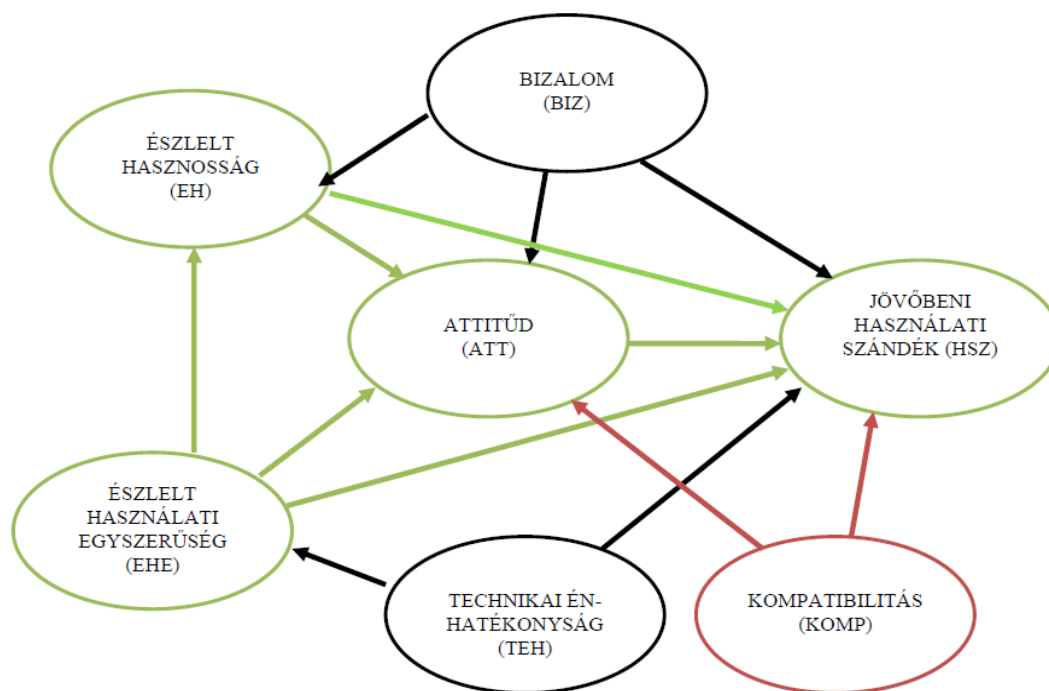 BIZALOM
(BIZ)
ÉSZLELT
HASZNOSSÁG
(EH)
ATTITŰD
(ATT)
JÖVŐBENI
HASZNÁLATI
SZÁNDÉK (HSZ)
ÉSZLELT
HASZNÁLATI
EGYSZERŰSÉG
(EHE)
TECHNIKAI ÉN-
HATÉKONYSÁG
(TEH)
KOMPATIBILITÁS
(KOMP)